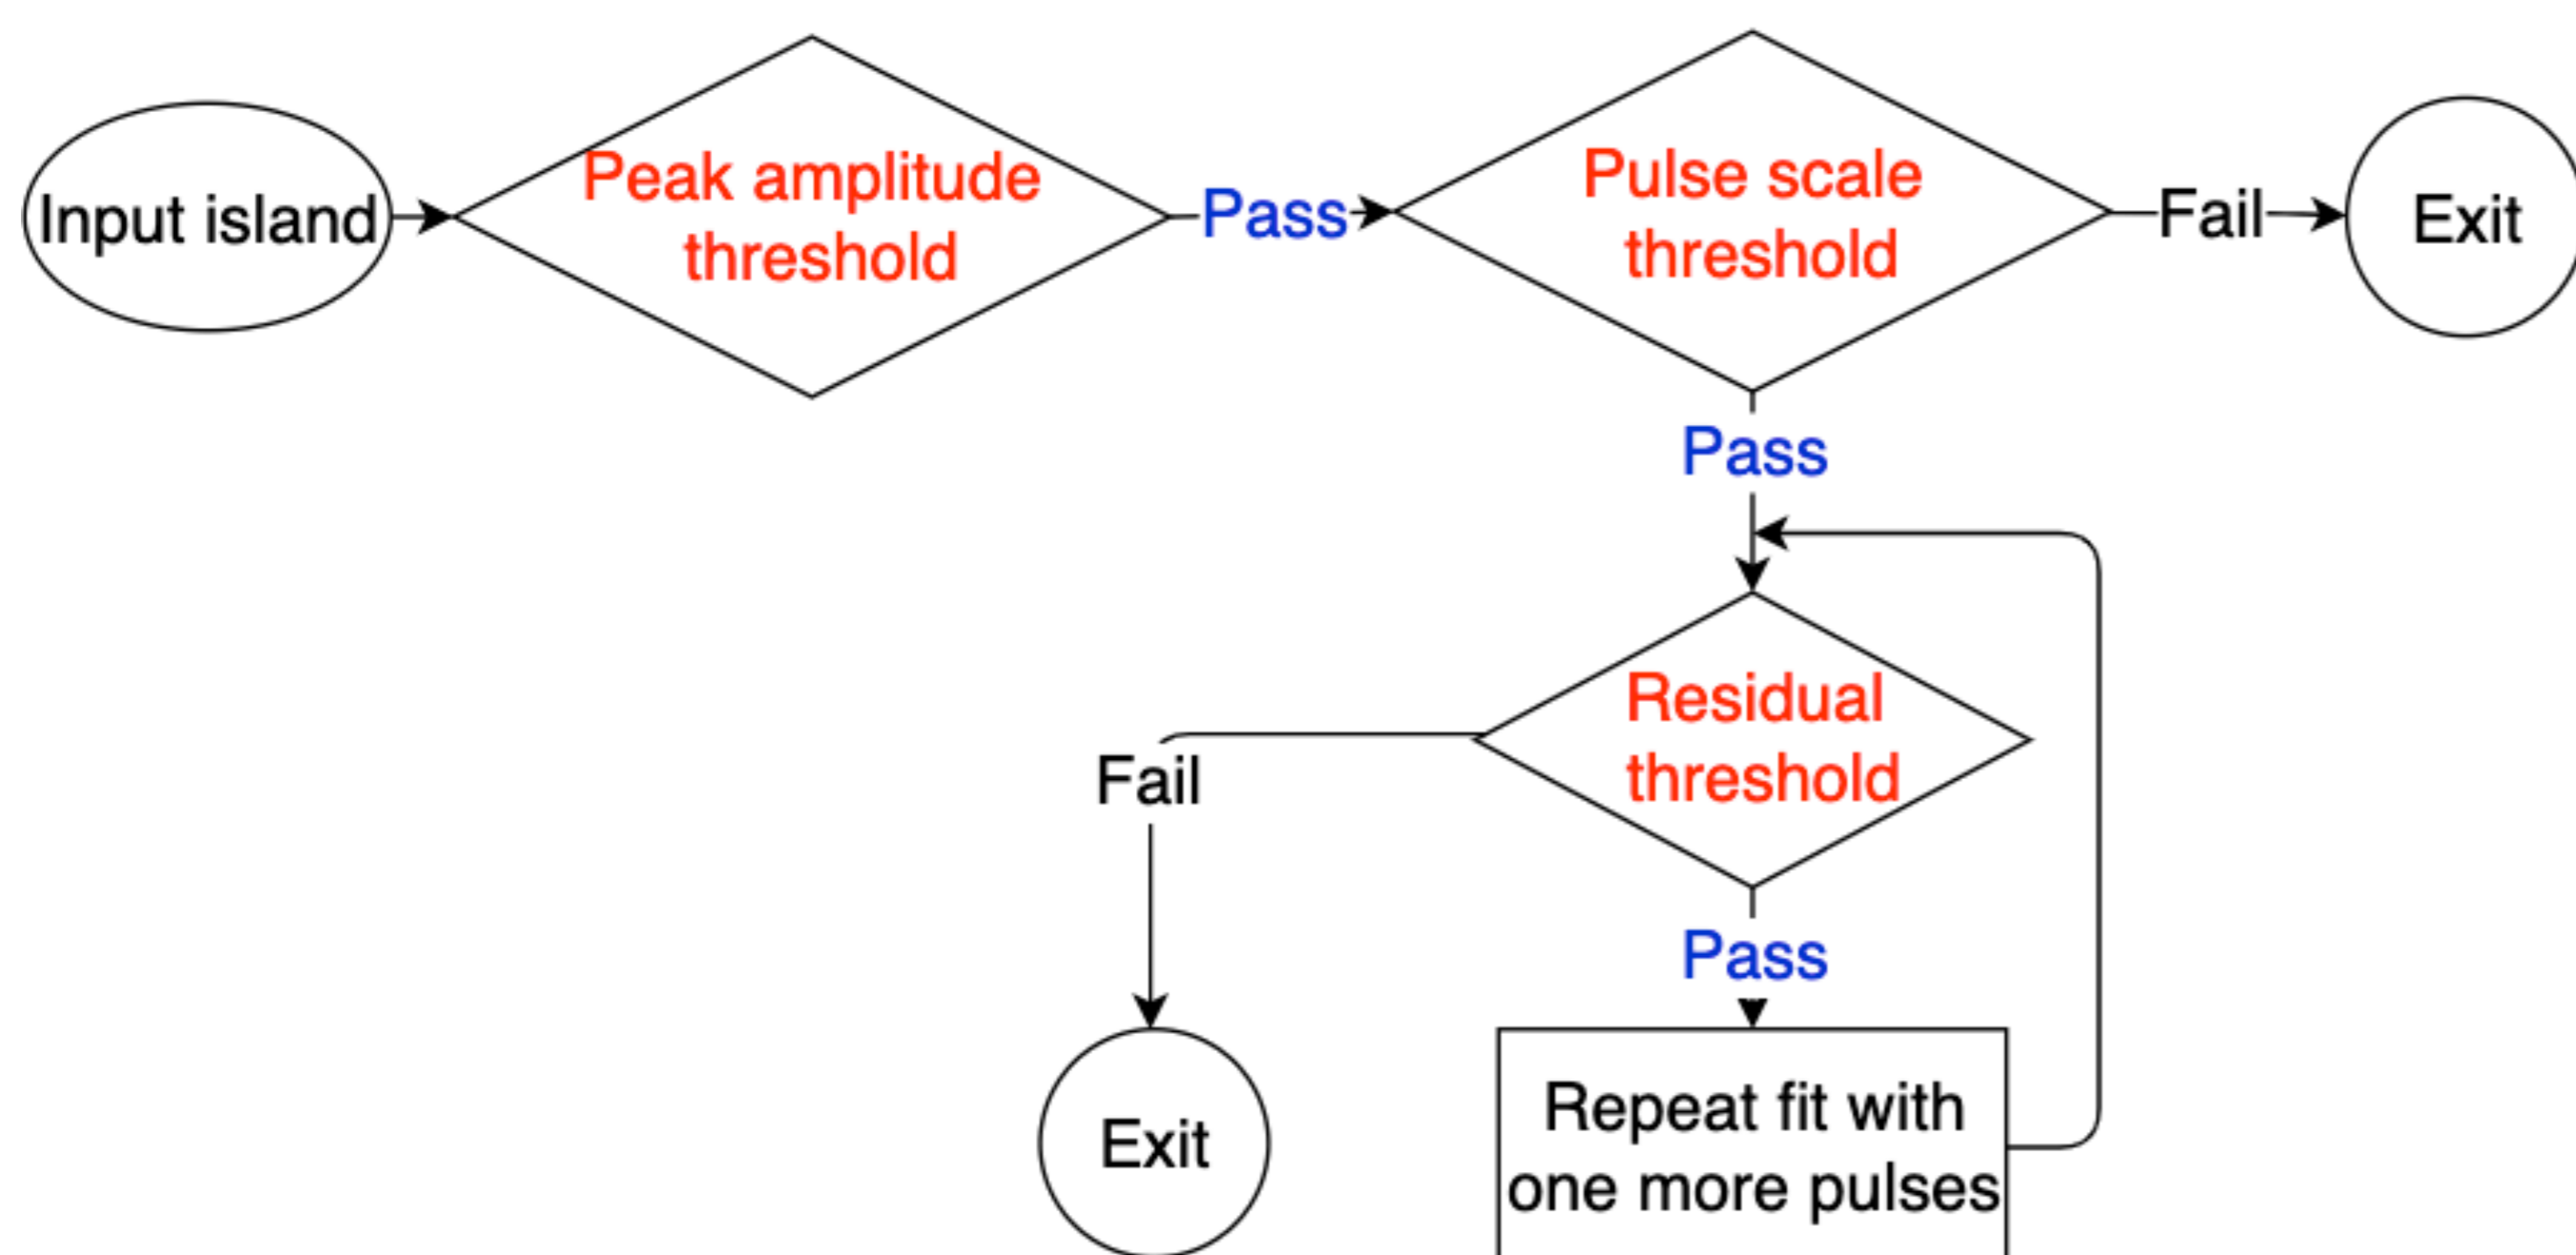 Input island
Peak amplitude
threshold
Pass
Pulse scale
threshold
Fail
Exit
Pass
Residual
threshold
Fail
Pass
Exit
Repeat fit with
one more pulses